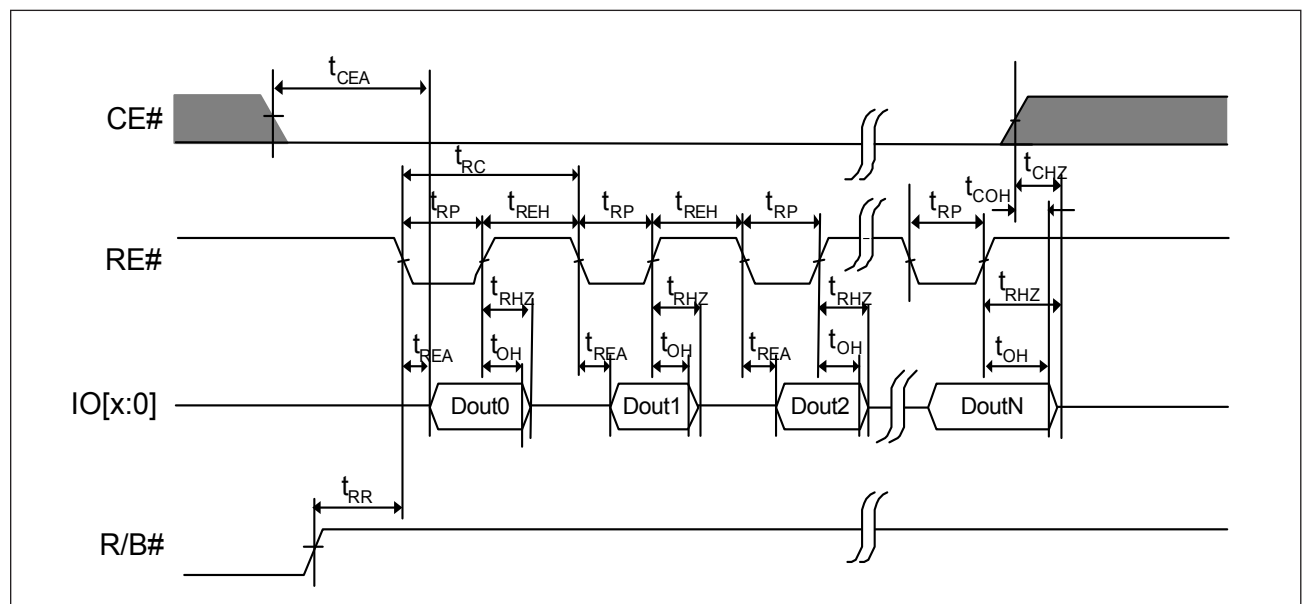 tCEA
CE#
tCHZ
tRC
tCOH
tRP tREH tRP tREH tRP tRP
RE#
tRHZ tRHZ tRHZ tRHZ
tREA tOH tREA tOH tREA tOH tOH
IO[x:0] Dout0 Dout1 Dout2 DoutN
tRR
R/B#